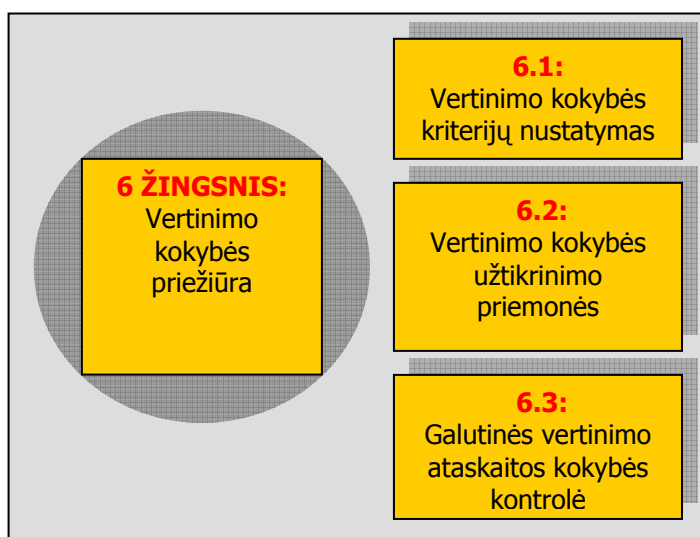 6 ŽINGSNIS:
Vertinimo
kokybės
priežiūra
6.1:
Vertinimo kokybės
kriterijų nustatymas
6.2:
Vertinimo kokybės
užtikrinimo
priemonės
6.3:
Galutinės vertinimo
ataskaitos kokybės
kontrolė